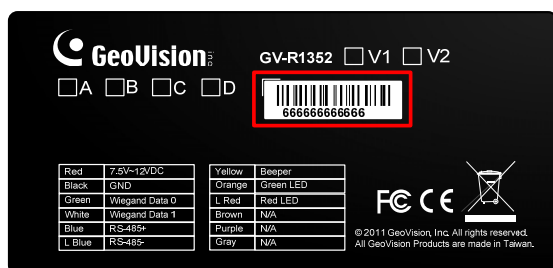 GeoVision inc
GV-R1352 V1 V2
A B C D
666666666666
Red 7.5V~12VDC
Black GND
Green Wiegand Data 0
White Wiegand Data 1
Blue RS-485+
L Blue RS-485-
Yellow Beeper
Orange Green LED
L Red Red LED
Brown N/A
Purple N/A
Gray N/A
FC CE
© 2011 GeoVision, Inc. All rights reserved.
All GeoVision Products are made in Taiwan.